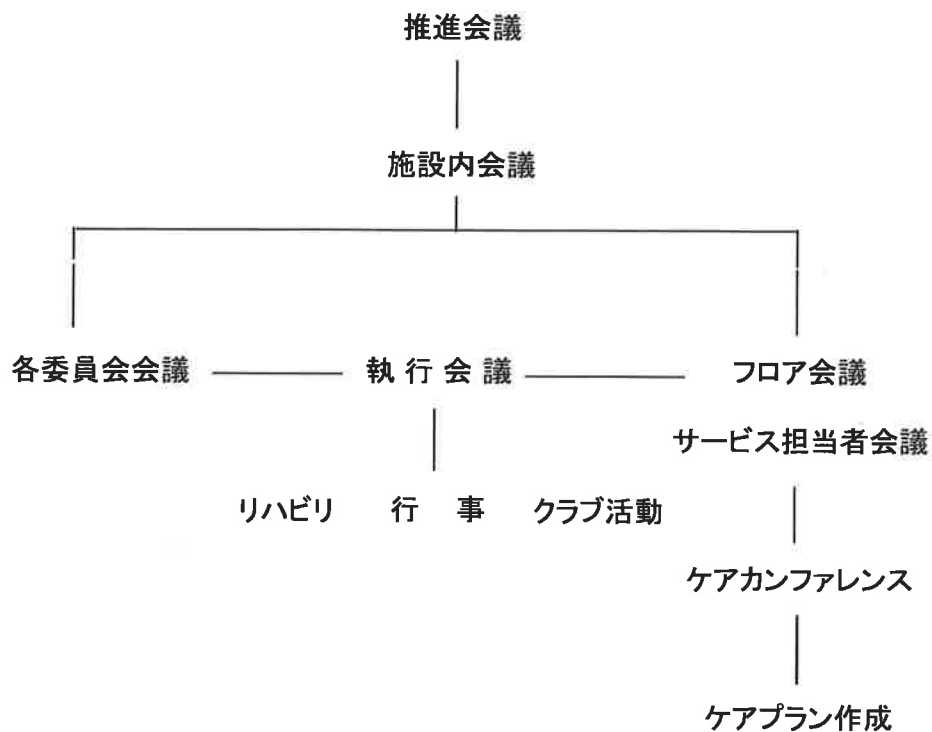 推進会議
施設内会議
各委員会会議 執行会議 フロア会議
サービス担当者会議
リハビリ 行事 クラブ活動
ケアカンファレンス
ケアプラン作成